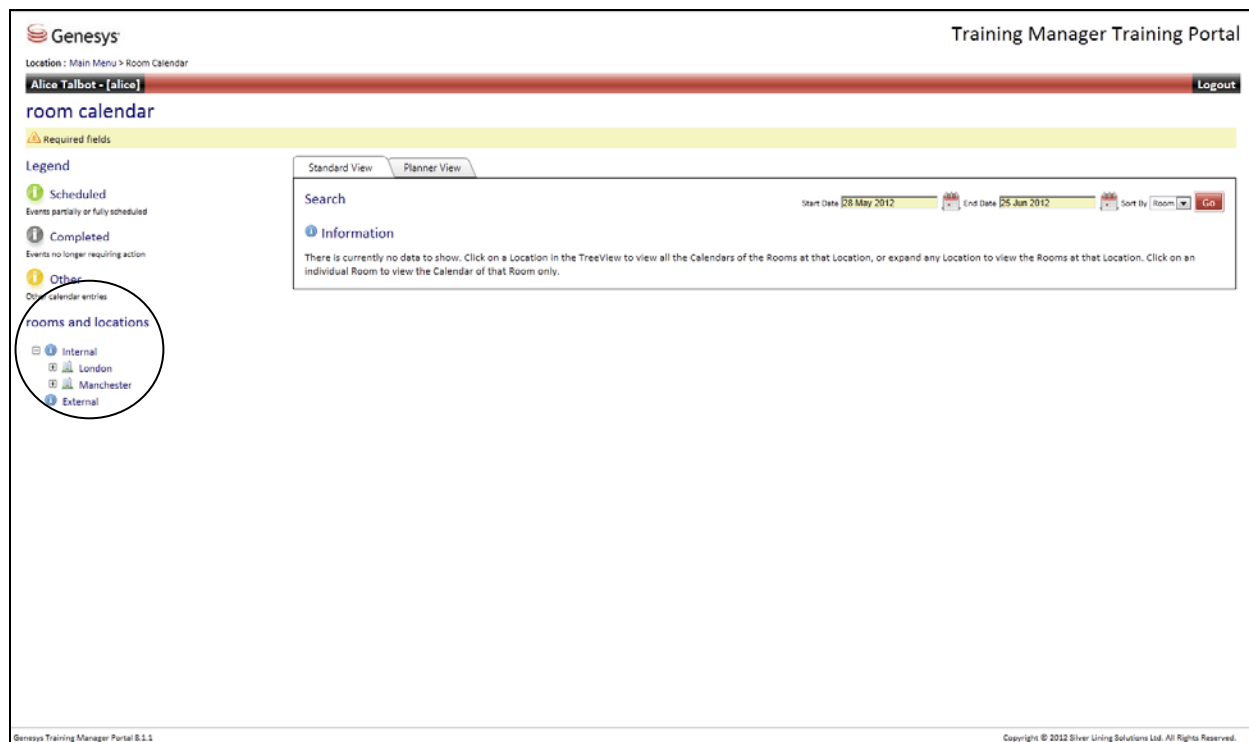 Genesys
Training Manager Training Portal
Location : Main Menu > Room Calendar
Alice Talbot - [alice]
Logout
room calendar
Required fields
Legend
Scheduled
Events partially or fully scheduled
Completed
Events no longer requiring action
Other
Other calendar entries
rooms and locations
Internal
London
Manchester
External
Standard View
Planner View
Search
Start Date 28 May 2012
End Date 25 Jun 2012
Sort By Room
Go
Information
There is currently no data to show. Click on a Location in the TreeView to view all the Calendars of the Rooms at that Location, or expand any Location to view the Rooms at that Location. Click on an
individual Room to view the Calendar of that Room only.
Genesys Training Manager Portal 8.1.1
Copyright © 2012 Silver Lining Solutions Ltd. All Rights Reserved.